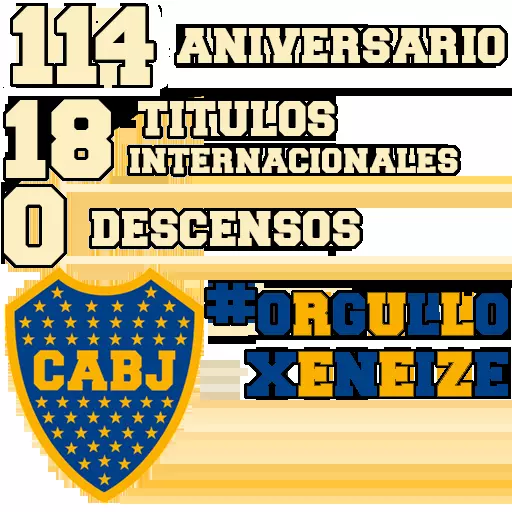 114 ANIVERSARIO
18 TITULOS
INTERNACIONALES
0 DESCENSOS
#ORGULLO
XENEIZE
CABJ